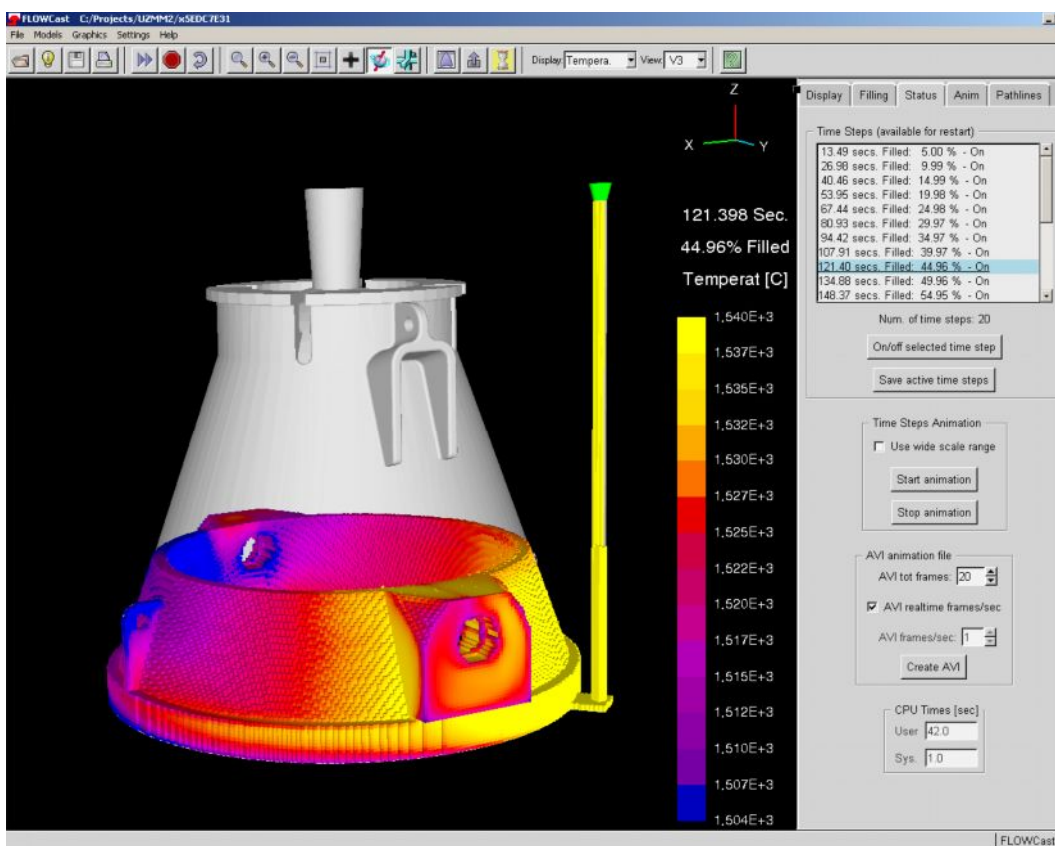 FLOWCast C:/Projects/U2MM2/x5EDC7E31
File Models Graphics Settings Help
Display: Tempera. View: V3
Z
X Y
121.398 Sec.
44.96% Filled
Temperat [C]
1,540E+3
1,537E+3
1,535E+3
1,532E+3
1,530E+3
1,527E+3
1,525E+3
1,522E+3
1,520E+3
1,517E+3
1,515E+3
1,512E+3
1,510E+3
1,507E+3
1,504E+3
Display Filling Status Anim Pathlines
Time Steps (available for restart)
13.49 secs. Filled: 5.00 % - On
26.98 secs. Filled: 9.99 % - On
40.46 secs. Filled: 14.99 % - On
53.95 secs. Filled: 19.98 % - On
67.44 secs. Filled: 24.98 % - On
80.93 secs. Filled: 29.97 % - On
94.42 secs. Filled: 34.97 % - On
107.91 secs. Filled: 39.97 % - On
121.40 secs. Filled: 44.96 % - On
134.88 secs. Filled: 49.96 % - On
148.37 secs. Filled: 54.95 % - On
Num. of time steps: 20
On/off selected time step
Save active time steps
Time Steps Animation
Use wide scale range
Start animation
Stop animation
AVI animation file
AVI tot frames: 20
AVI realtime frames/sec
AVI frames/sec: 1
Create AVI
CPU Times [sec]
User 42.0
Sys. 1.0
FLOWCast